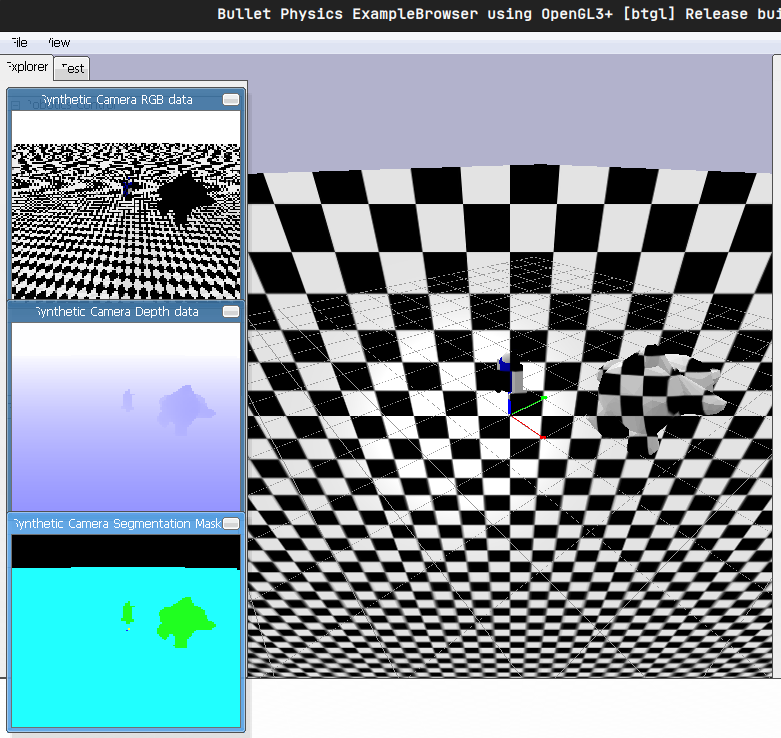 Bullet Physics ExampleBrowser using OpenGL3+ [btgl] Release bui
File View
Explorer Test
Synthetic Camera RGB data
Synthetic Camera Depth data
Synthetic Camera Segmentation Mask